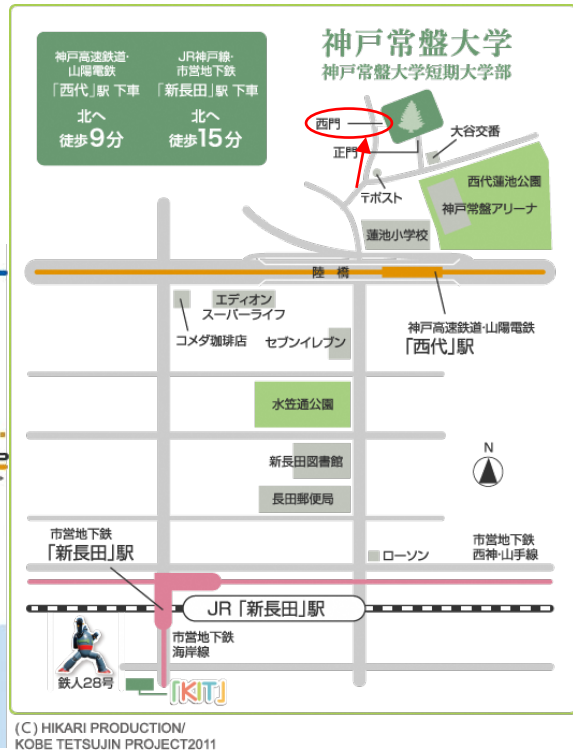 神戸高速鉄道・
山陽電鉄
「西代」駅 下車
北へ
徒歩9分
JR神戸線・
市営地下鉄
「新長田」駅 下車
北へ
徒歩15分
神戸常盤大学
神戸常盤大学短期大学部
西門
正門
大谷交番
〒ポスト
西代蓮池公園
神戸常盤アリーナ
蓮池小学校
陸橋
エディオン
スーパーライフ
コメダ珈琲店
セブンイレブン
神戸高速鉄道・山陽電鉄
「西代」駅
水笠通公園
新長田図書館
長田郵便局
N
市営地下鉄
「新長田」駅
ローソン
市営地下鉄
西神・山手線
JR「新長田」駅
市営地下鉄
海岸線
鉄人28号
「KIT」
(C) HIKARI PRODUCTION/
KOBE TETSUJIN PROJECT2011